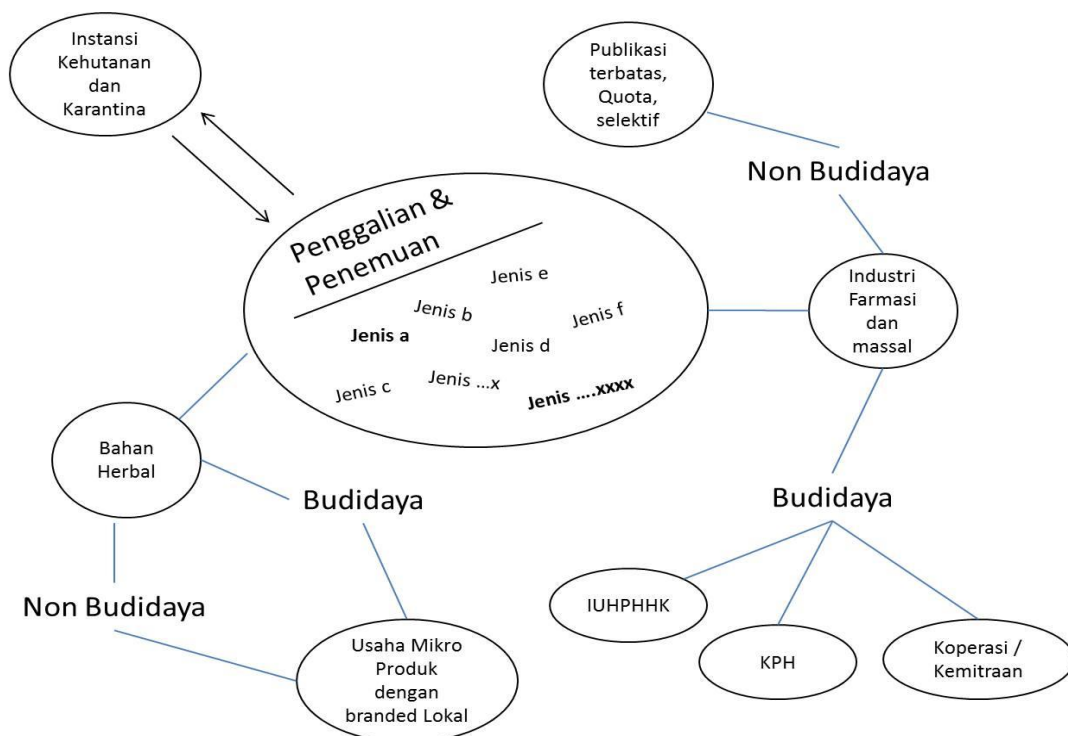 Instansi
Kehutanan
dan
Karantina
Publikasi
terbatas,
Quota,
selektif
Non Budidaya
Penggalian &
Penemuan
Jenis e
Jenis b
Jenis f
Jenis a
Jenis d
Jenis c
Jenis ...x
Jenis ....xxxx
Industri
Farmasi
dan
massal
Bahan
Herbal
Budidaya
Non Budidaya
Usaha Mikro
Produk
dengan
branded Lokal
Budidaya
IUHPHHK
KPH
Koperasi /
Kemitraan